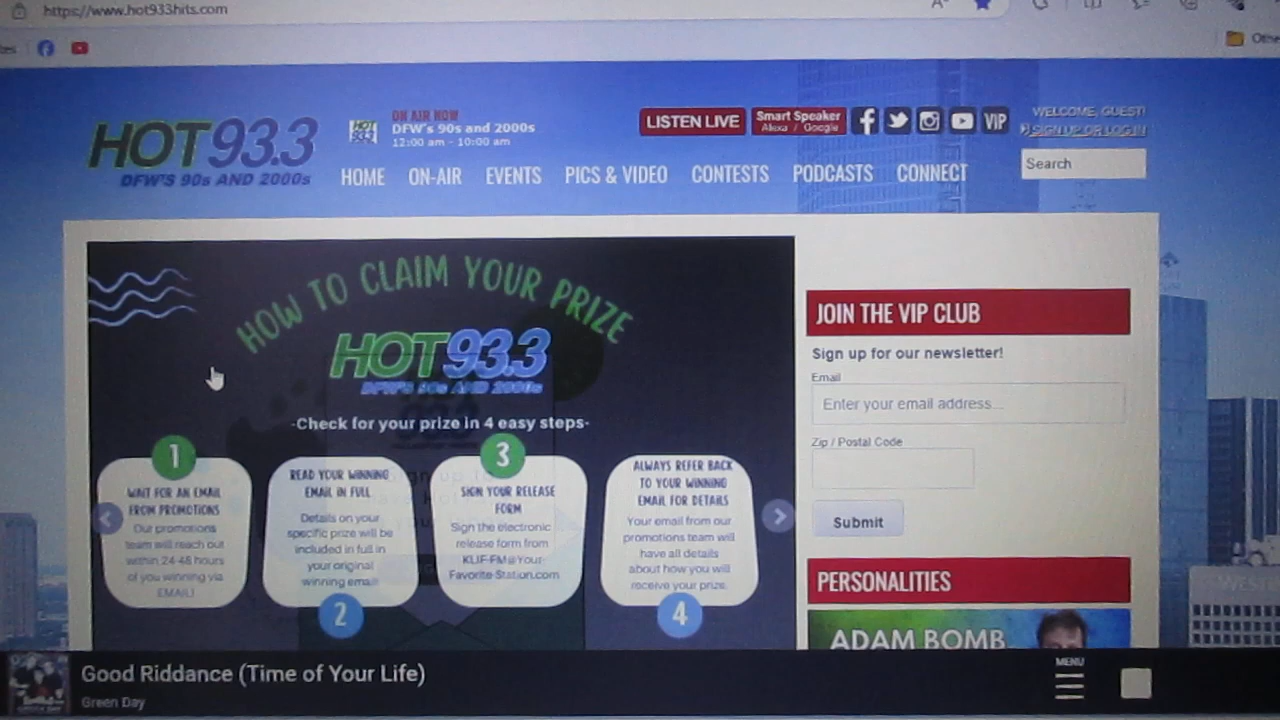 https://www.hot933hits.com
Othe
ON AIR NOW
DFW's 90s and 2000s
12:00 am - 10:00 am
LISTEN LIVE
Smart Speaker
Alexa / Google
VIP
WELCOME, GUEST!
SIGN UP OR LOG IN
HOT 93.3
DFW'S 90s AND 2000s
Search
HOME ON-AIR EVENTS PICS & VIDEO CONTESTS PODCASTS CONNECT
HOW TO CLAIM YOUR PRIZE
HOT 93.3
DFW'S 90s AND 2000s
-Check for your prize in 4 easy steps-
1
WAIT FOR AN EMAIL
FROM PROMOTIONS
Our promotions
team will reach out
within 24-48 hours
of you winning via
EMAIL!
READ YOUR WINNING
EMAIL IN FULL
Details on your
specific prize will be
included in full in
your original
winning email!
2
3
SIGN YOUR RELEASE
FORM
Sign the electronic
release form from
KLIF-FM@Your-
Favorite-Station.com
ALWAYS REFER BACK
TO YOUR WINNING
EMAIL FOR DETAILS
Your email from our
promotions team will
have all details
about how you will
receive your prize.
4
JOIN THE VIP CLUB
Sign up for our newsletter!
Email
Enter your email address...
Zip / Postal Code
Submit
PERSONALITIES
ADAM BOMB
Good Riddance (Time of Your Life)
Green Day
MENU